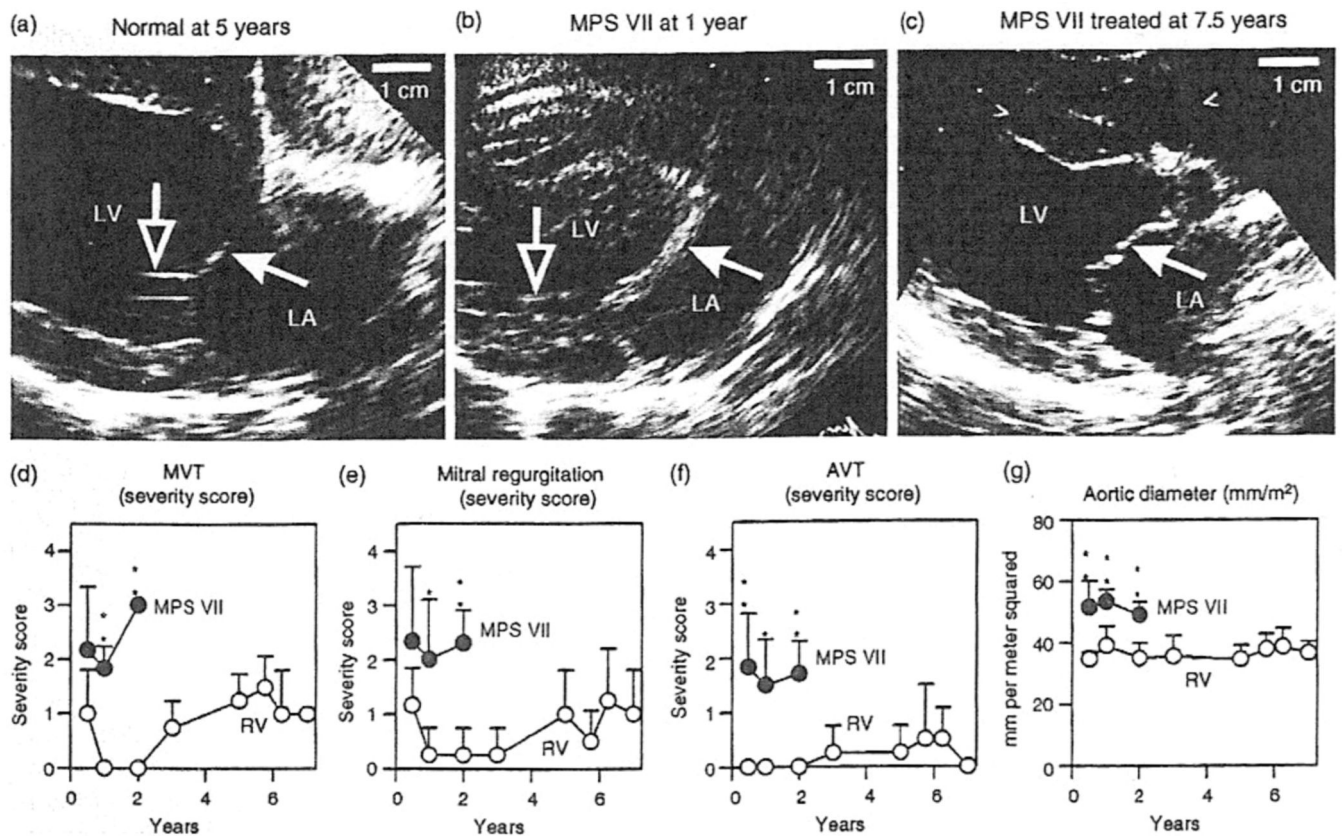 (a) Normal at 5 years
(b) MPS VII at 1 year
(c) MPS VII treated at 7.5 years
1 cm
LV
LA
1 cm
LV
LA
1 cm
LV
LA
(d) MVT
(severity score)
Severity score
4
3
2
1
0
MPS VII
RV
0 2 4 6
Years
(e) Mitral regurgitation
(severity score)
Severity score
4
3
2
1
0
MPS VII
RV
0 2 4 6
Years
(f) AVT
(severity score)
Severity score
4
3
2
1
0
MPS VII
RV
0 2 4 6
Years
(g) Aortic diameter (mm/m²)
mm per meter squared
80
60
40
20
0
MPS VII
RV
0 2 4 6
Years